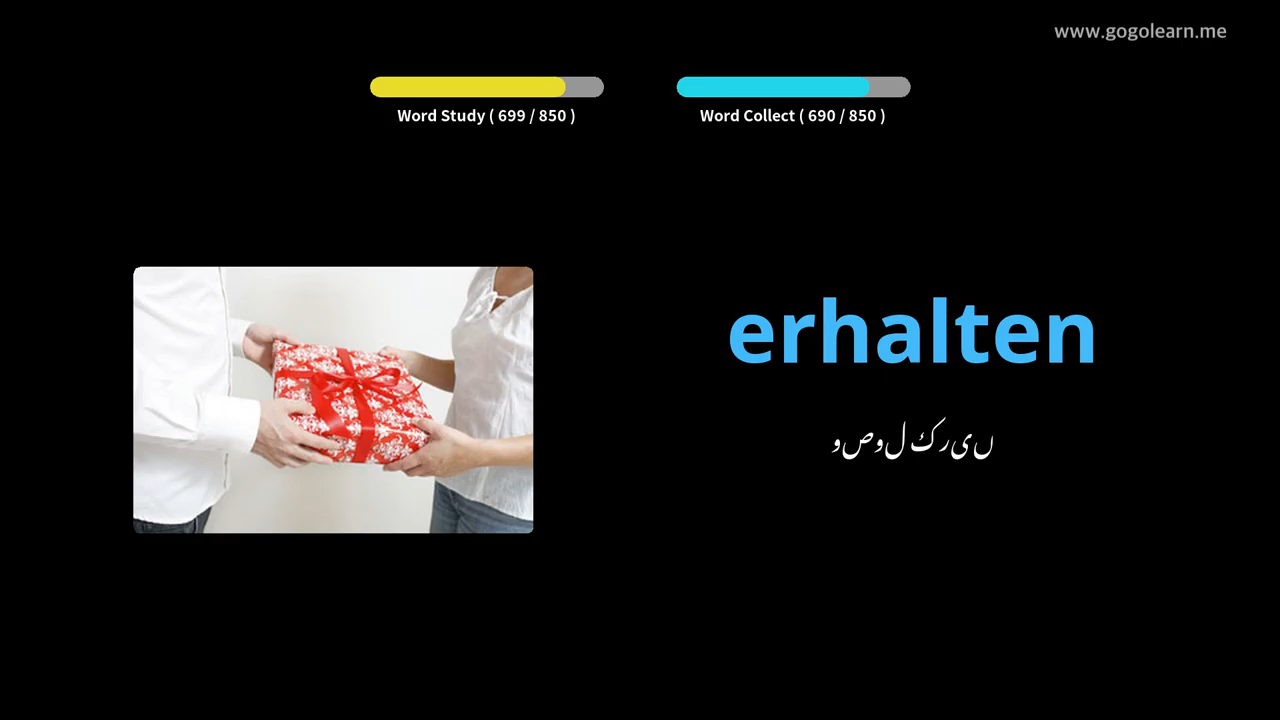 www.gogolearn.me
Word Study ( 699 / 850 )
Word Collect ( 690 / 850 )
erhalten
وصول کریں